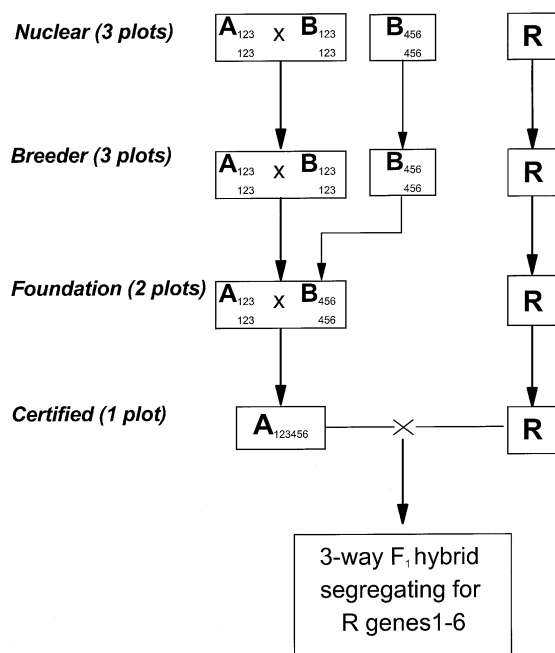 Nuclear (3 plots)
A123 x B123
123 123
B456
456
R
Breeder (3 plots)
A123 x B123
123 123
B456
456
R
Foundation (2 plots)
A123 x B456
123 456
R
Certified (1 plot)
A123456
R
3-way F1 hybrid
segregating for
R genes1-6